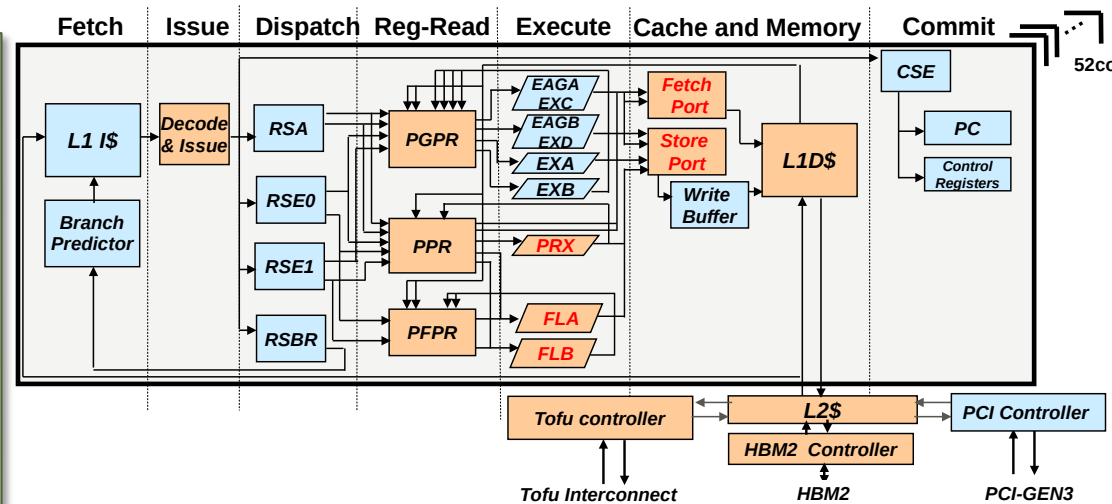 Fetch
Issue
Dispatch
Reg-Read
Execute
Cache and Memory
Commit
52co
L1 I$
Branch
Predictor
Decode
& Issue
RSA
RSE0
RSE1
RSBR
PGPR
PPR
PFPR
EAGA
EXC
EAGB
EXD
EXA
EXB
PRX
FLA
FLB
Fetch
Port
Store
Port
Write
Buffer
L1D$
CSE
PC
Control
Registers
Tofu controller
L2$
HBM2 Controller
PCI Controller
Tofu Interconnect
HBM2
PCI-GEN3